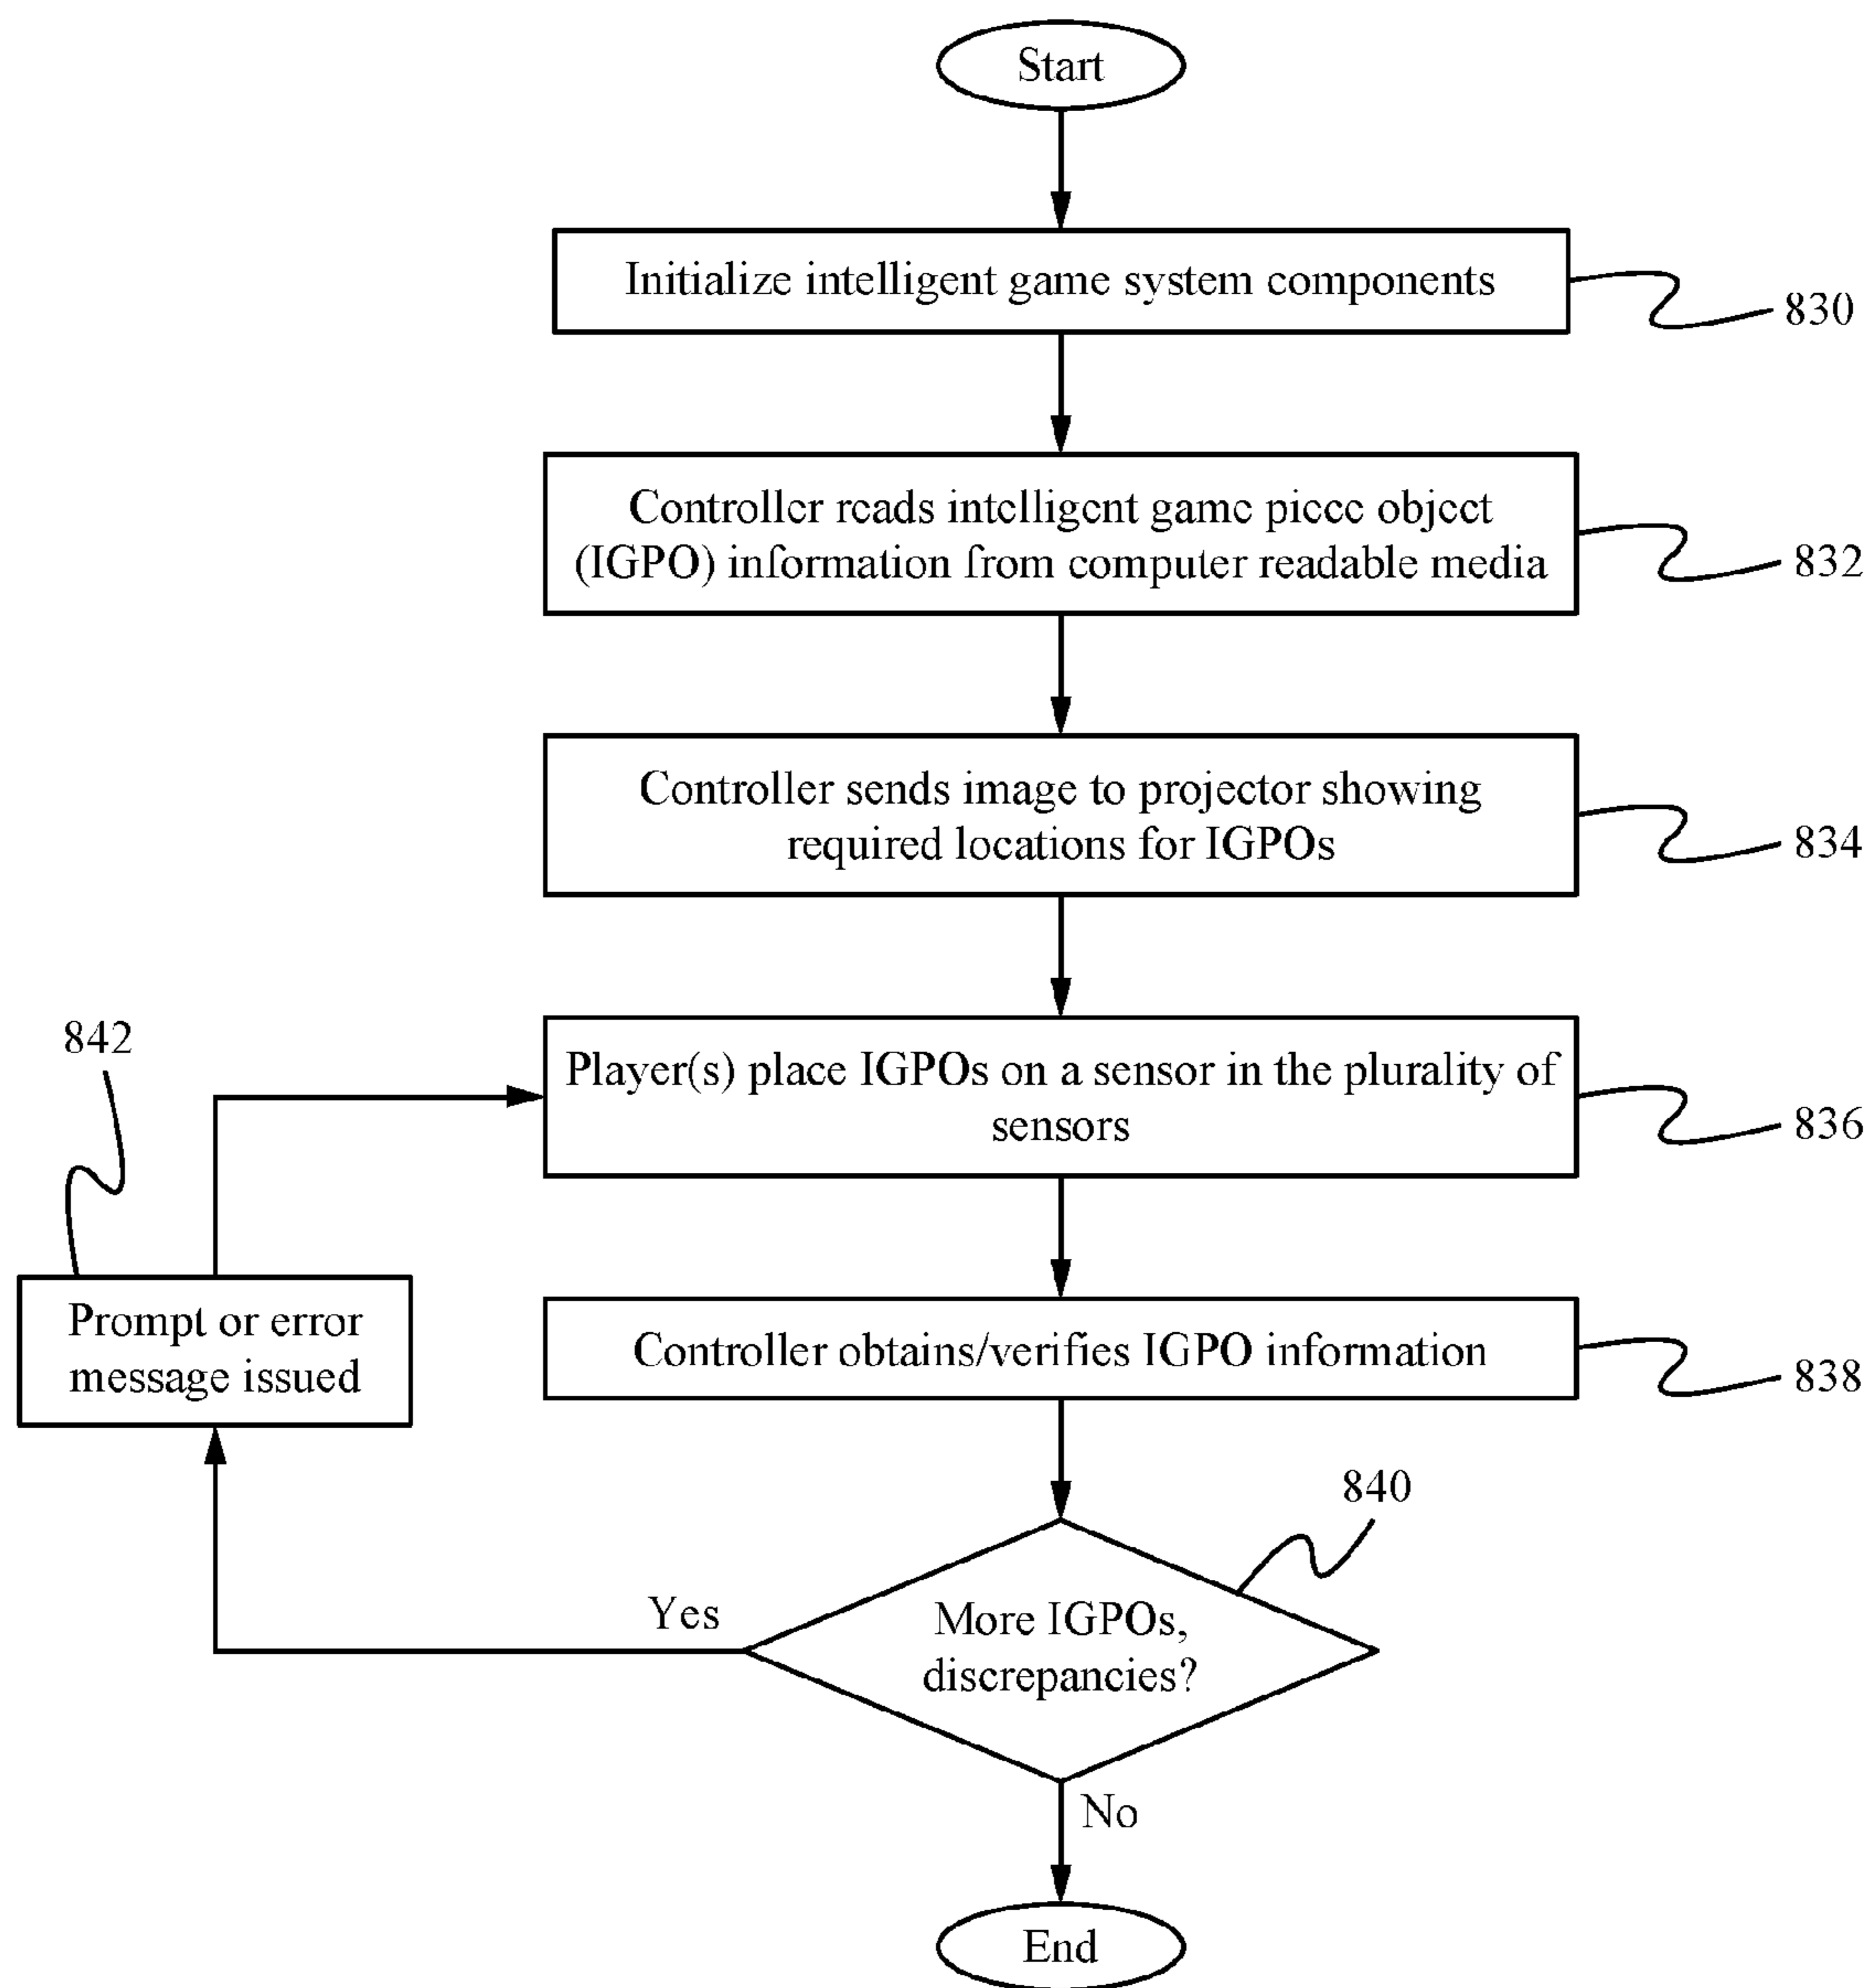 Start
Initialize intelligent game system components
830
Controller reads intelligent game piece object
(IGPO) information from computer readable media
832
Controller sends image to projector showing
required locations for IGPOs
834
842
Player(s) place IGPOs on a sensor in the plurality of
sensors
836
Prompt or error
message issued
Controller obtains/verifies IGPO information
838
840
Yes
More IGPOs,
discrepancies?
No
End